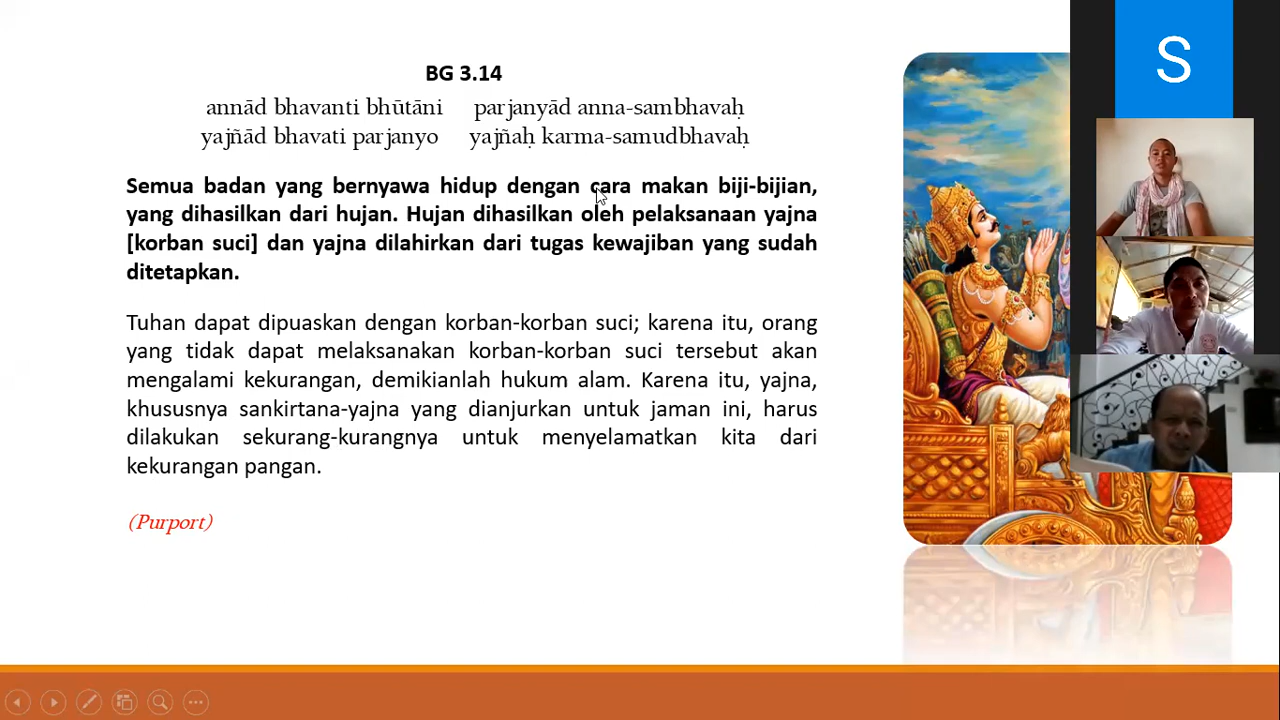 BG 3.14
annād bhavanti bhūtāni parjanyād anna-sambhavaḥ
yajñād bhavati parjanyo yajñaḥ karma-samudbhavaḥ
Semua badan yang bernyawa hidup dengan cara makan biji-bijian,
yang dihasilkan dari hujan. Hujan dihasilkan oleh pelaksanaan yajna
[korban suci] dan yajna dilahirkan dari tugas kewajiban yang sudah
ditetapkan.
Tuhan dapat dipuaskan dengan korban-korban suci; karena itu, orang
yang tidak dapat melaksanakan korban-korban suci tersebut akan
mengalami kekurangan, demikianlah hukum alam. Karena itu, yajna,
khususnya sankirtana-yajna yang dianjurkan untuk jaman ini, harus
dilakukan sekurang-kurangnya untuk menyelamatkan kita dari
kekurangan pangan.
(Purport)
S